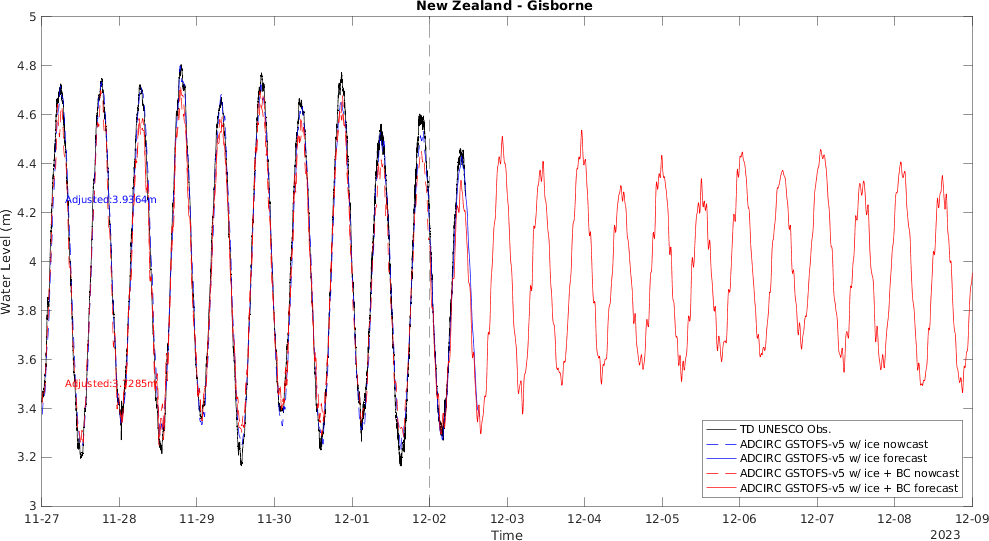 New Zealand - Gisborne
Water Level (m)
5
4.8
4.6
4.4
4.2
4
3.8
3.6
3.4
3.2
3
Adjusted:3.9364m
Adjusted:3.7285m
TD UNESCO Obs.
ADCIRC GSTOFS-v5 w/ ice nowcast
ADCIRC GSTOFS-v5 w/ ice forecast
ADCIRC GSTOFS-v5 w/ ice + BC nowcast
ADCIRC GSTOFS-v5 w/ ice + BC forecast
11-27 11-28 11-29 11-30 12-01 12-02 12-03 12-04 12-05 12-06 12-07 12-08 12-09
Time
2023